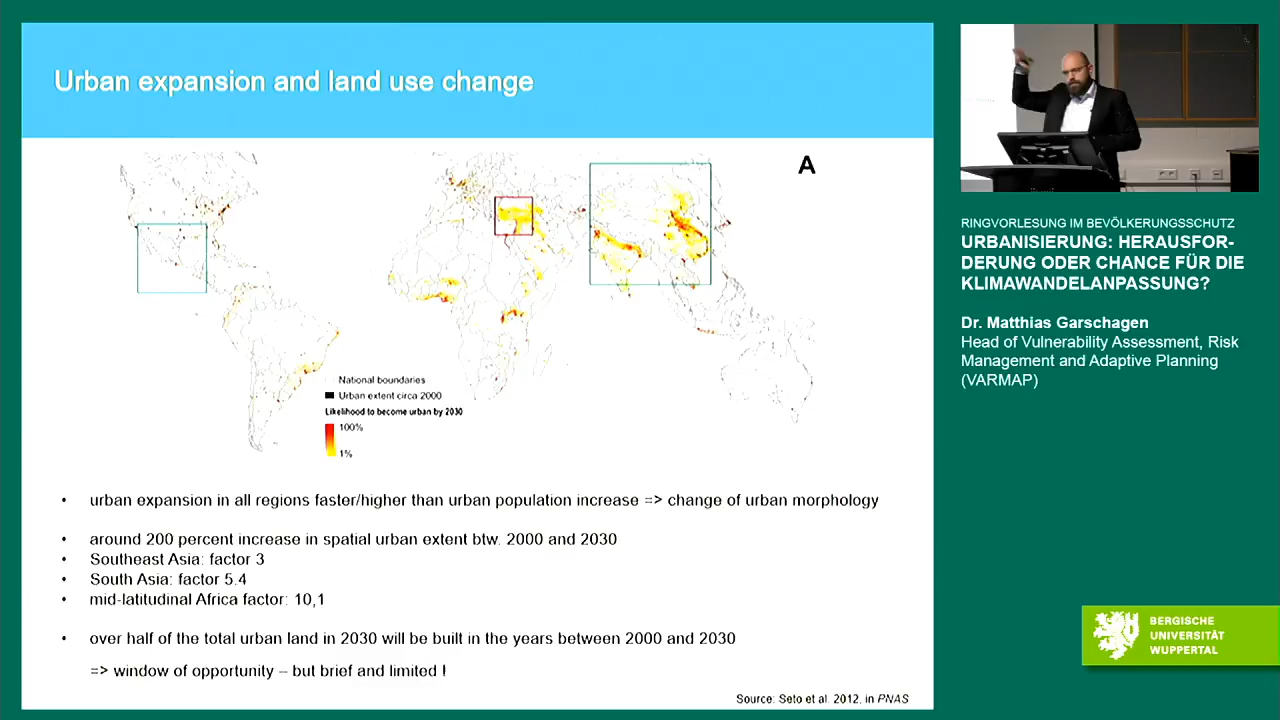 Urban expansion and land use change
A
National boundaries
Urban extent circa 2000
Likelihood to become urban by 2030
100%
1%
• urban expansion in all regions faster/higher than urban population increase => change of urban morphology
• around 200 percent increase in spatial urban extent btw. 2000 and 2030
• Southeast Asia: factor 3
• South Asia: factor 5.4
• mid-latitudinal Africa factor: 10,1
• over half of the total urban land in 2030 will be built in the years between 2000 and 2030
=> window of opportunity – but brief and limited !
Source: Seto et al. 2012, in PNAS
RINGVORLESUNG IM BEVÖLKERUNGSSCHUTZ
URBANISIERUNG: HERAUSFOR-
DERUNG ODER CHANCE FÜR DIE
KLIMAWANDELANPASSUNG?
Dr. Matthias Garschagen
Head of Vulnerability Assessment, Risk
Management and Adaptive Planning
(VARMAP)
BERGISCHE
UNIVERSITÄT
WUPPERTAL